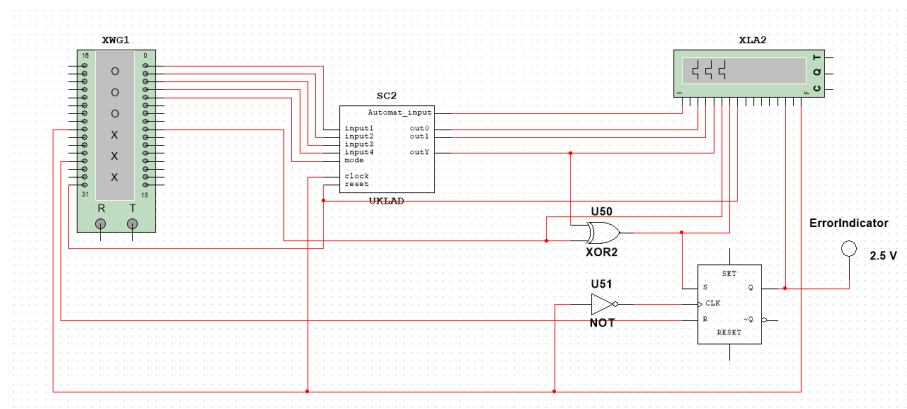 XWG1
XLA2
16
0
O
O
O
X
X
X
31
15
R
T
SC2
Automat_input
input1
out0
input2
out1
input3
input4
outY
mode
clock
reset
UKLAD
1
F
C
Q
T
U50
XOR2
ErrorIndicator
2.5 V
U51
NOT
SET
S
Q
CLK
R
~Q
RESET